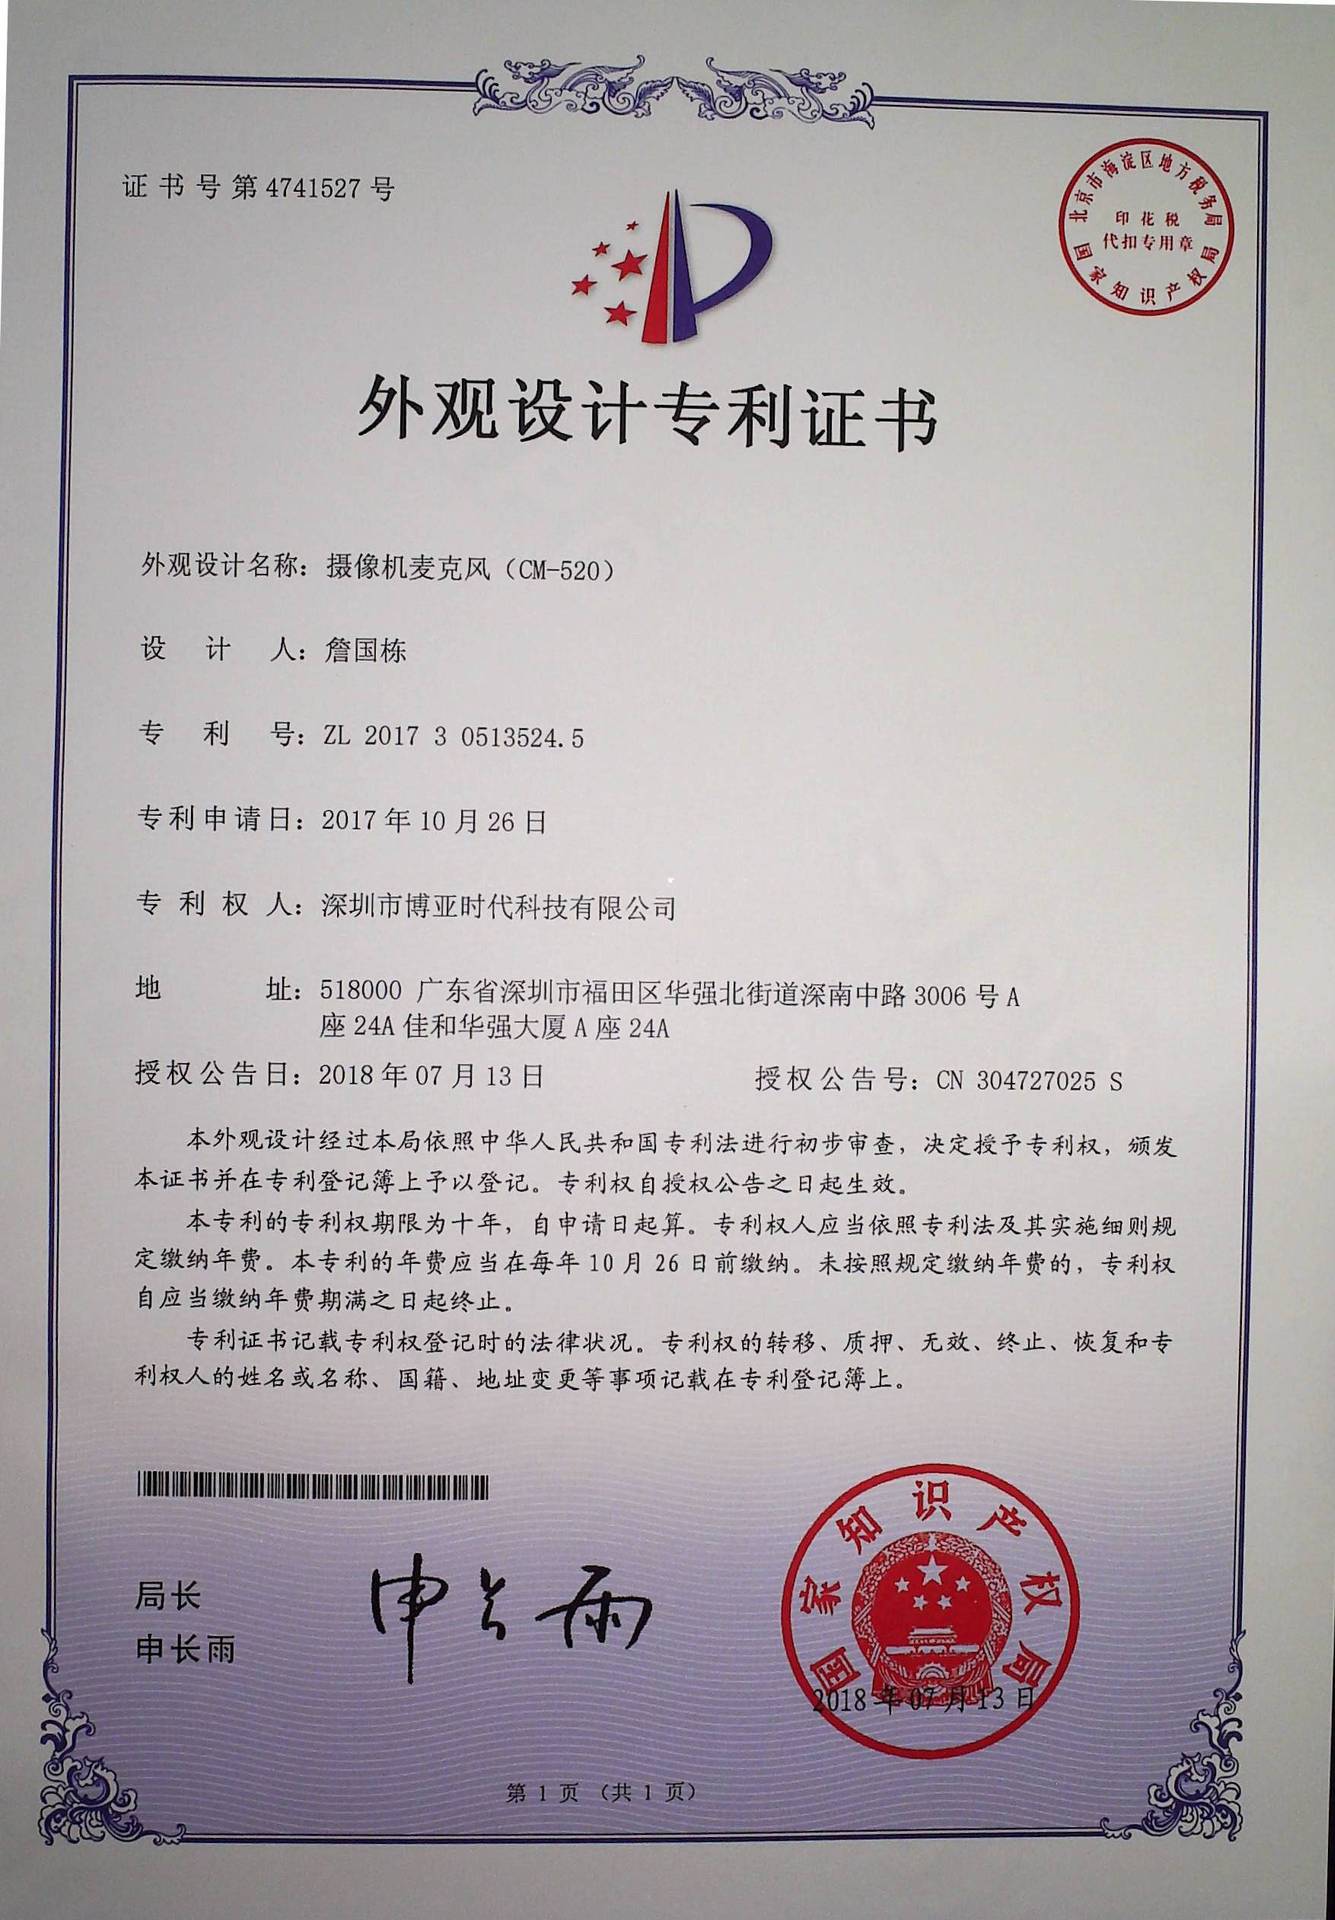 证书号第4741527号
北京市海淀区地方税务局
印花税
代扣专用章
国家知识产权局
外观设计专利证书
外观设计名称：摄像机麦克风（CM-520）
设计人：詹国栋
专利号：ZL 2017 3 0513524.5
专利申请日：2017年10月26日
专利权人：深圳市博亚时代科技有限公司
地址：518000 广东省深圳市福田区华强北街道深南中路3006号A
座24A佳和华强大厦A座24A
授权公告日：2018年07月13日 授权公告号：CN 304727025 S
本外观设计经过本局依照中华人民共和国专利法进行初步审查，决定授予专利权，颁发
本证书并在专利登记簿上予以登记。专利权自授权公告之日起生效。
本专利的专利权期限为十年，自申请日起算。专利权人应当依照专利法及其实施细则规
定缴纳年费。本专利的年费应当在每年10月26日前缴纳。未按照规定缴纳年费的，专利权
自应当缴纳年费期满之日起终止。
专利证书记载专利权登记时的法律状况。专利权的转移、质押、无效、终止、恢复和专
利权人的姓名或名称、国籍、地址变更等事项记载在专利登记簿上。
局长
申长雨
申长雨
国家知识产权局
2018年07月13日
第1页（共1页）